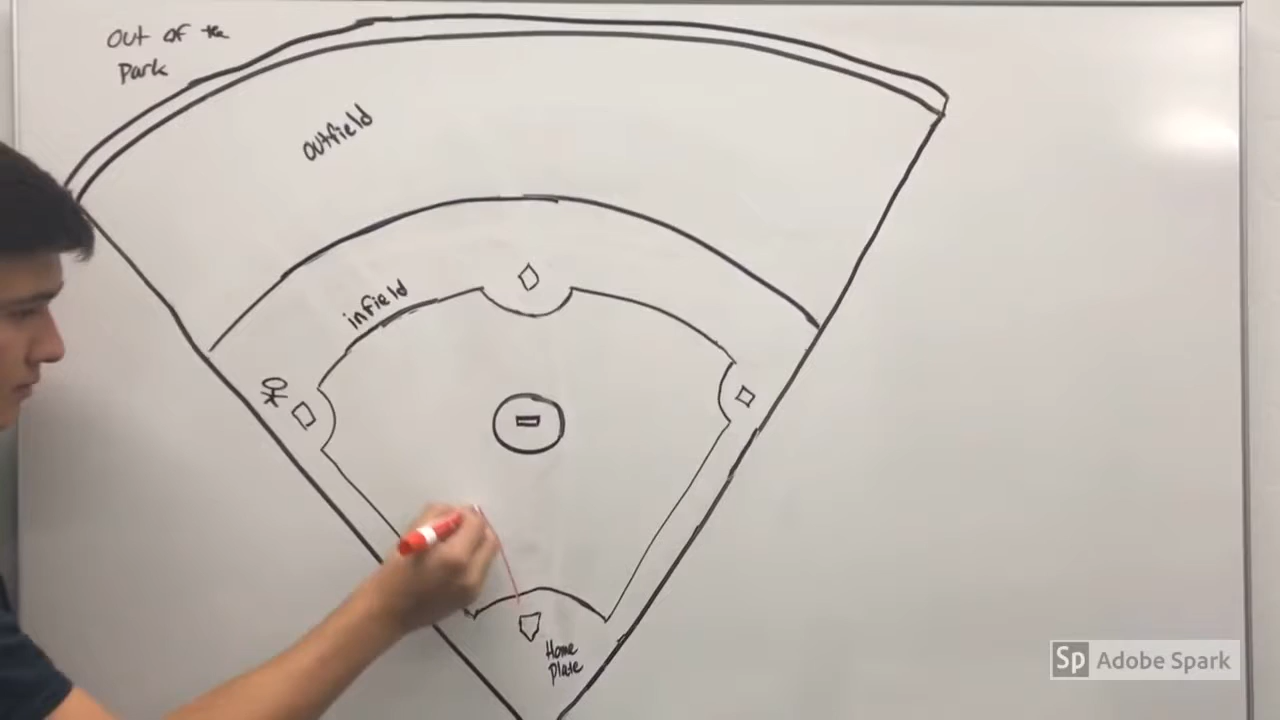 Out of the
Park
Outfield
infield
Home
Plate
Sp Adobe Spark